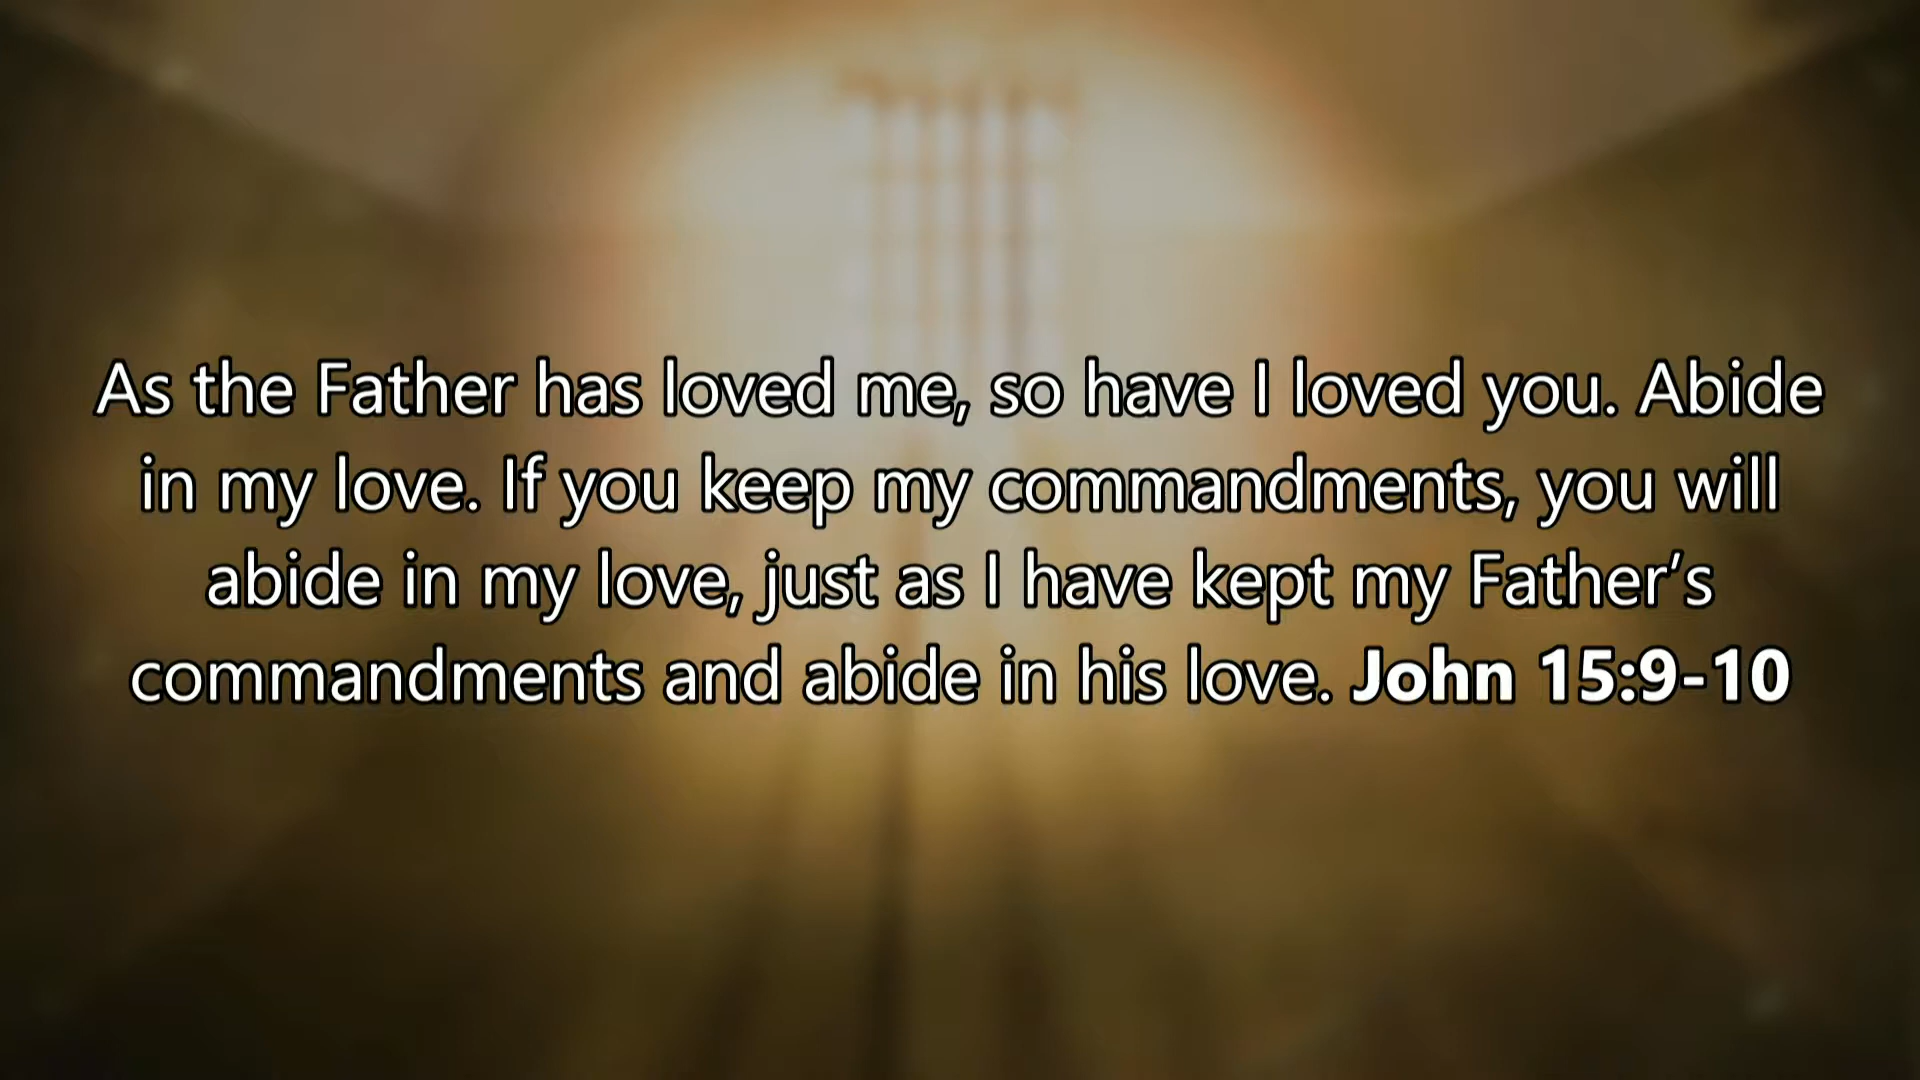 As the Father has loved me, so have I loved you. Abide
in my love. If you keep my commandments, you will
abide in my love, just as I have kept my Father’s
commandments and abide in his love. John 15:9-10